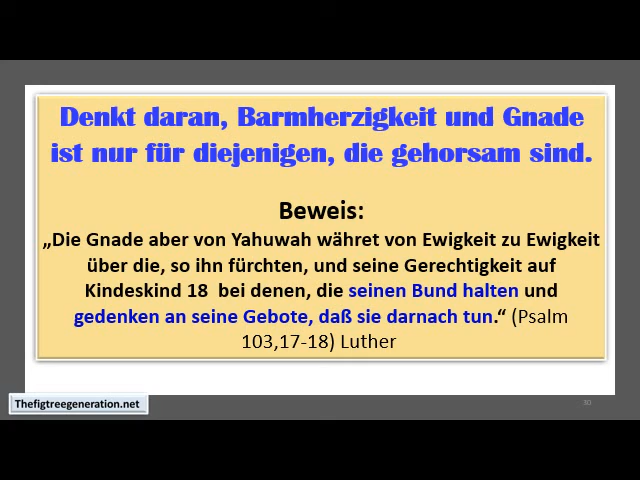 Denkt daran, Barmherzigkeit und Gnade
ist nur für diejenigen, die gehorsam sind.
Beweis:
„Die Gnade aber von Yahuwah währet von Ewigkeit zu Ewigkeit
über die, so ihn fürchten, und seine Gerechtigkeit auf
Kindeskind 18  bei denen, die seinen Bund halten und
gedenken an seine Gebote, daß sie darnach tun.“ (Psalm
103,17-18) Luther
Thefigtreegeneration.net
30